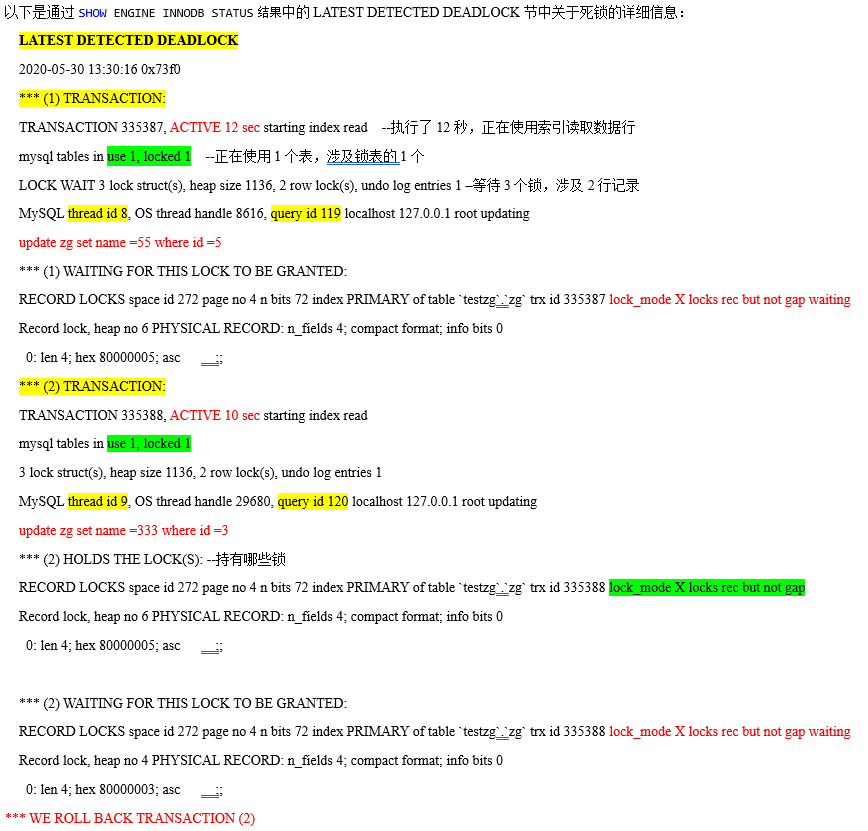 以下是通过 SHOW ENGINE INNODB STATUS 结果中的 LATEST DETECTED DEADLOCK 节中关于死锁的详细信息：
LATEST DETECTED DEADLOCK
2020-05-30 13:30:16 0x73f0
*** (1) TRANSACTION:
TRANSACTION 335387, ACTIVE 12 sec starting index read --执行了 12 秒，正在使用索引读取数据行
mysql tables in use 1, locked 1 --正在使用 1 个表，涉及锁表的 1 个
LOCK WAIT 3 lock struct(s), heap size 1136, 2 row lock(s), undo log entries 1 –等待 3 个锁，涉及 2 行记录
MySQL thread id 8, OS thread handle 8616, query id 119 localhost 127.0.0.1 root updating
update zg set name =55 where id =5
*** (1) WAITING FOR THIS LOCK TO BE GRANTED:
RECORD LOCKS space id 272 page no 4 n bits 72 index PRIMARY of table `testzg`.`zg` trx id 335387 lock_mode X locks rec but not gap waiting
Record lock, heap no 6 PHYSICAL RECORD: n_fields 4; compact format; info bits 0
0: len 4; hex 80000005; asc ;;
*** (2) TRANSACTION:
TRANSACTION 335388, ACTIVE 10 sec starting index read
mysql tables in use 1, locked 1
3 lock struct(s), heap size 1136, 2 row lock(s), undo log entries 1
MySQL thread id 9, OS thread handle 29680, query id 120 localhost 127.0.0.1 root updating
update zg set name =333 where id =3
*** (2) HOLDS THE LOCK(S): --持有哪些锁
RECORD LOCKS space id 272 page no 4 n bits 72 index PRIMARY of table `testzg`.`zg` trx id 335388 lock_mode X locks rec but not gap
Record lock, heap no 6 PHYSICAL RECORD: n_fields 4; compact format; info bits 0
0: len 4; hex 80000005; asc ;;
*** (2) WAITING FOR THIS LOCK TO BE GRANTED:
RECORD LOCKS space id 272 page no 4 n bits 72 index PRIMARY of table `testzg`.`zg` trx id 335388 lock_mode X locks rec but not gap waiting
Record lock, heap no 4 PHYSICAL RECORD: n_fields 4; compact format; info bits 0
0: len 4; hex 80000003; asc ;;
*** WE ROLL BACK TRANSACTION (2)